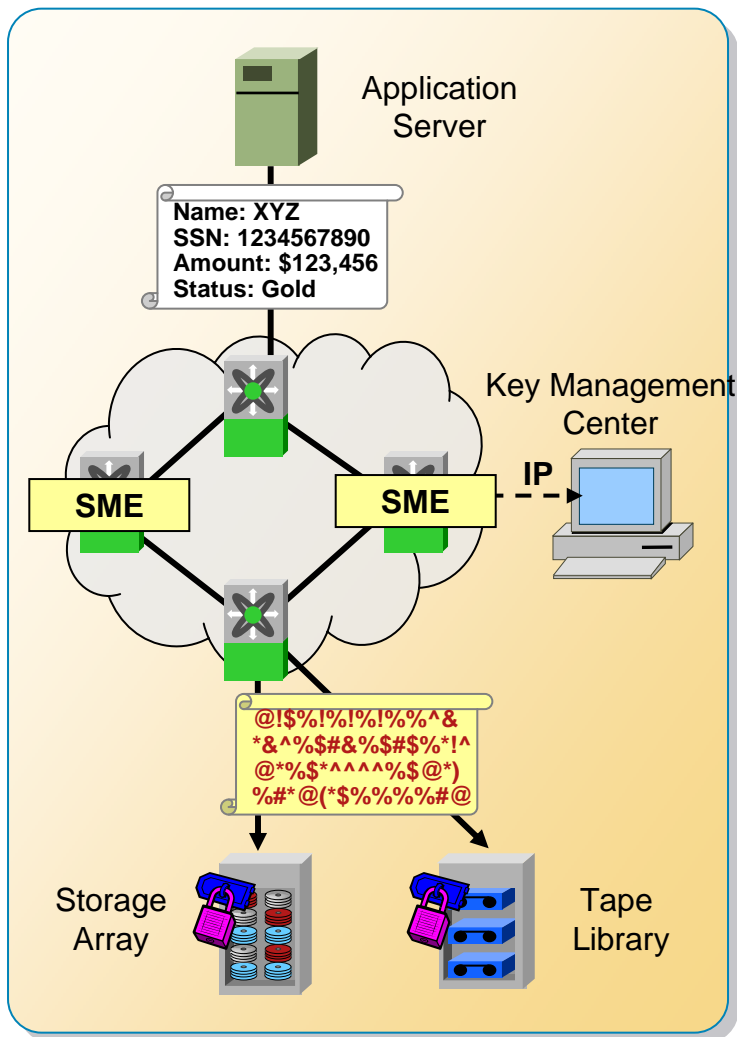 Application
Server
Name: XYZ
SSN: 1234567890
Amount: $123,456
Status: Gold
Key Management
Center
IP
SME
SME
@!$%!%!%!%%^&
*&^%$#&%$#$%*!^
@*%$*^^^^%$@*)
%#*@(*$%%%%#@
Storage
Array
Tape
Library